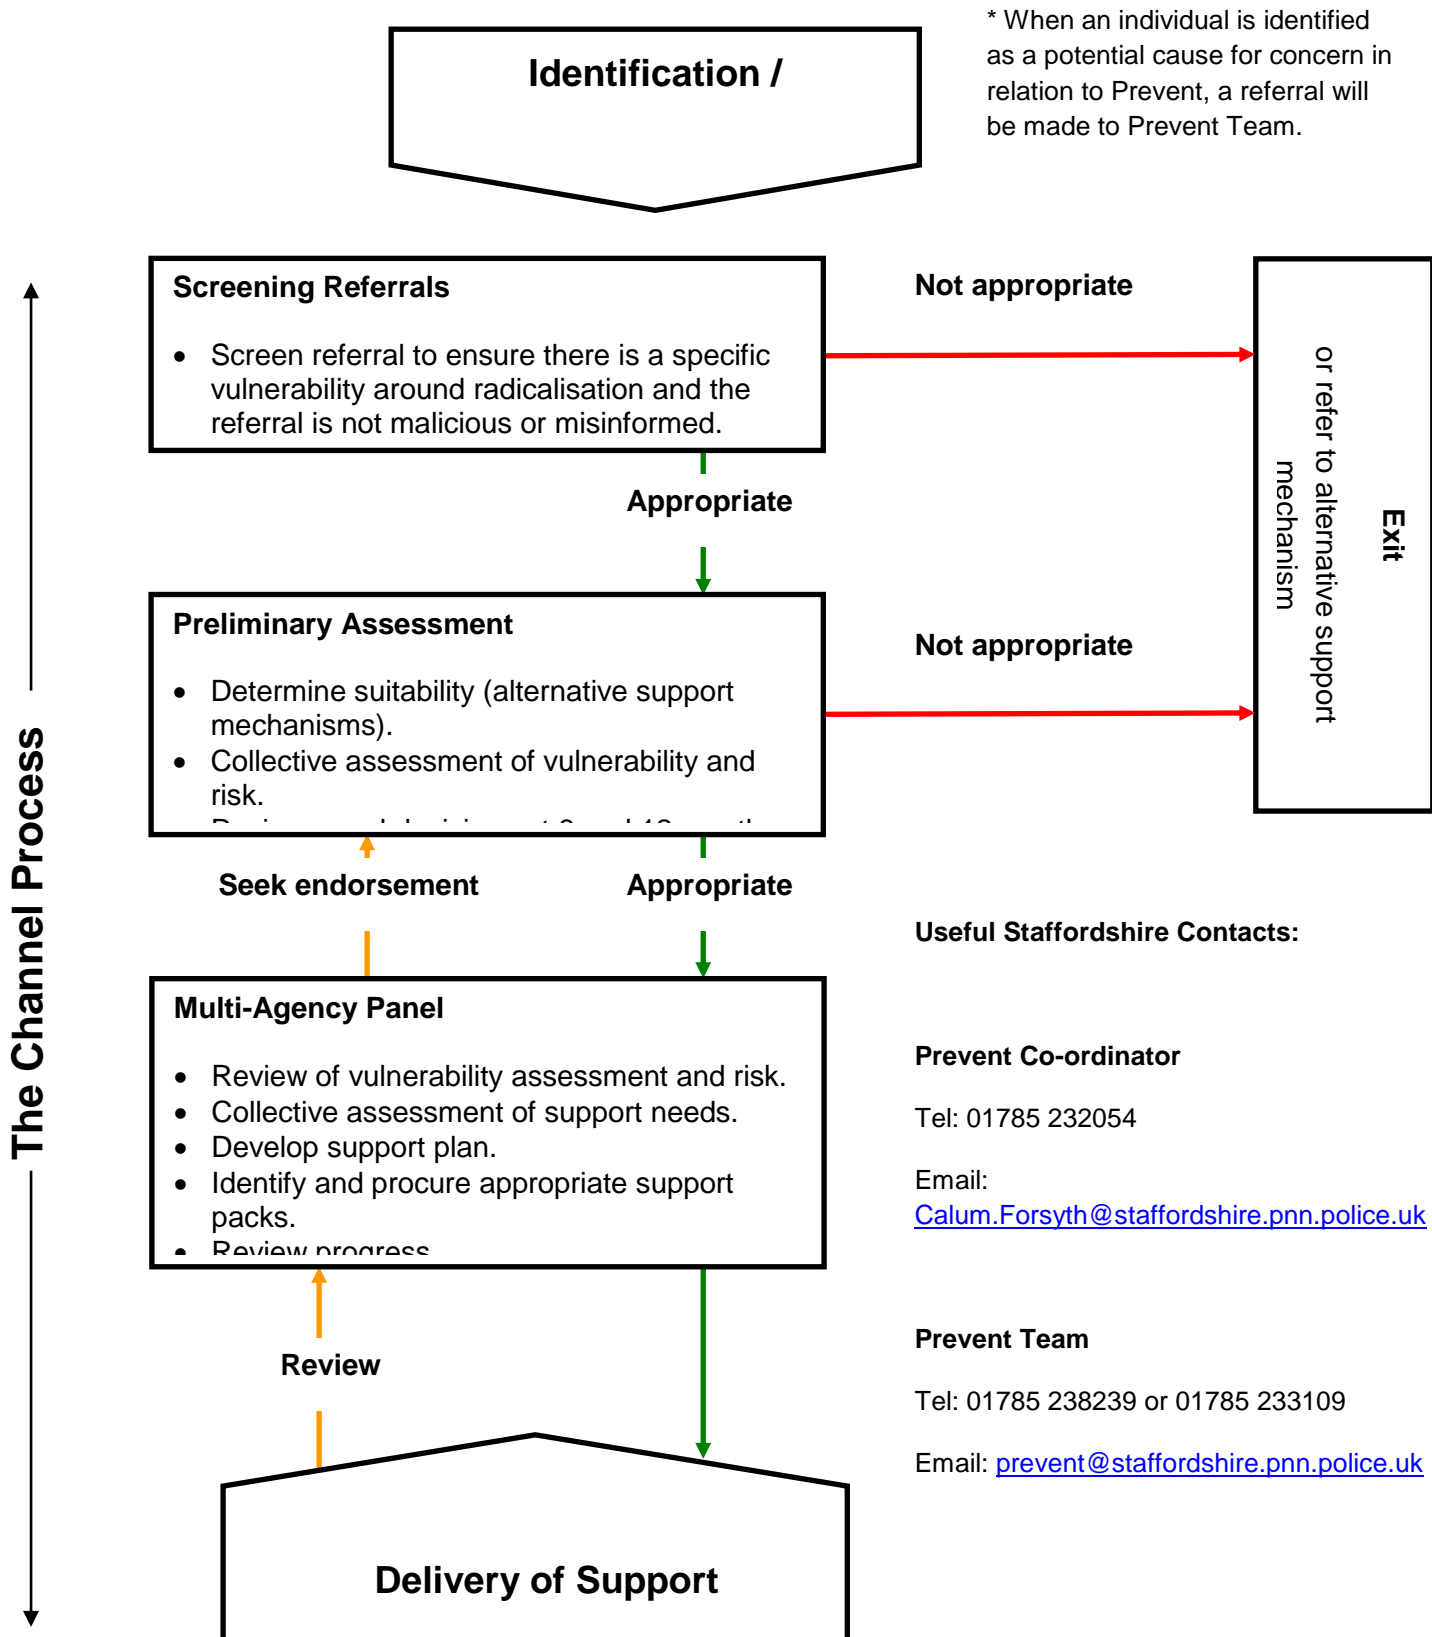 Identification /
* When an individual is identified
as a potential cause for concern in
relation to Prevent, a referral will
be made to Prevent Team.
The Channel Process
Screening Referrals
• Screen referral to ensure there is a specific
vulnerability around radicalisation and the
referral is not malicious or misinformed.
Not appropriate
Exit
or refer to alternative support
mechanism
Appropriate
Preliminary Assessment
• Determine suitability (alternative support
mechanisms).
• Collective assessment of vulnerability and
risk.
Not appropriate
Seek endorsement
Appropriate
Multi-Agency Panel
• Review of vulnerability assessment and risk.
• Collective assessment of support needs.
• Develop support plan.
• Identify and procure appropriate support
packs.
• Review progress
Useful Staffordshire Contacts:
Prevent Co-ordinator
Tel: 01785 232054
Email:
Calum.Forsyth@staffordshire.pnn.police.uk
Review
Prevent Team
Tel: 01785 238239 or 01785 233109
Email: prevent@staffordshire.pnn.police.uk
Delivery of Support